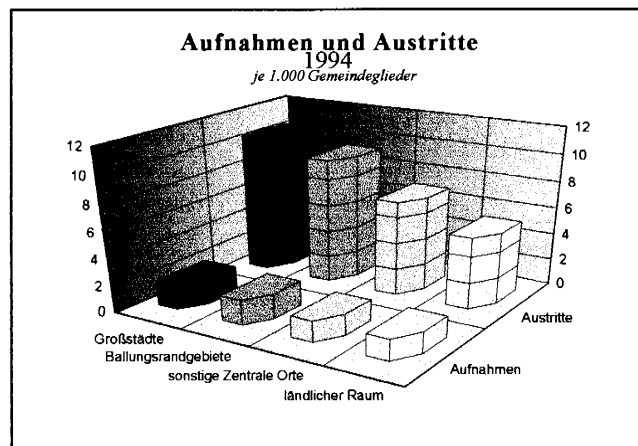 Aufnahmen und Austritte
1994
je 1.000 Gemeindeglieder
12
10
8
6
4
2
0
12
10
8
6
4
2
0
Großstädte
Ballungsrandgebiete
sonstige Zentrale Orte
ländlicher Raum
Aufnahmen
Austritte